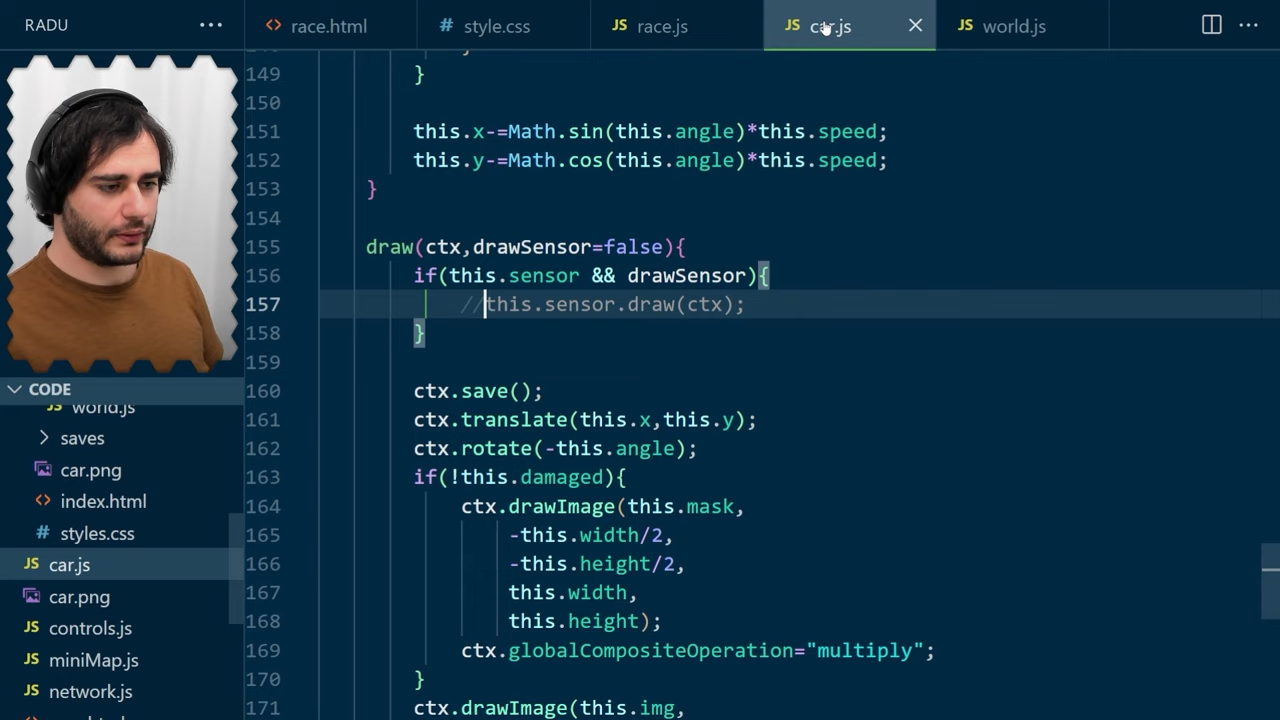 RADU
race.html
style.css
race.js
car.js
world.js
149 }
150
151 this.x-=Math.sin(this.angle)*this.speed;
152 this.y-=Math.cos(this.angle)*this.speed;
153 }
154
155 draw(ctx,drawSensor=false){
156 if(this.sensor && drawSensor){
157 //this.sensor.draw(ctx);
158 }
159
160 ctx.save();
161 ctx.translate(this.x,this.y);
162 ctx.rotate(-this.angle);
163 if(!this.damaged){
164 ctx.drawImage(this.mask,
165 -this.width/2,
166 -this.height/2,
167 this.width,
168 this.height);
169 ctx.globalCompositeOperation="multiply";
170 }
171 ctx.drawImage(this.img,
CODE
JS world.js
saves
car.png
<> index.html
# styles.css
JS car.js
car.png
JS controls.js
JS miniMap.js
JS network.js